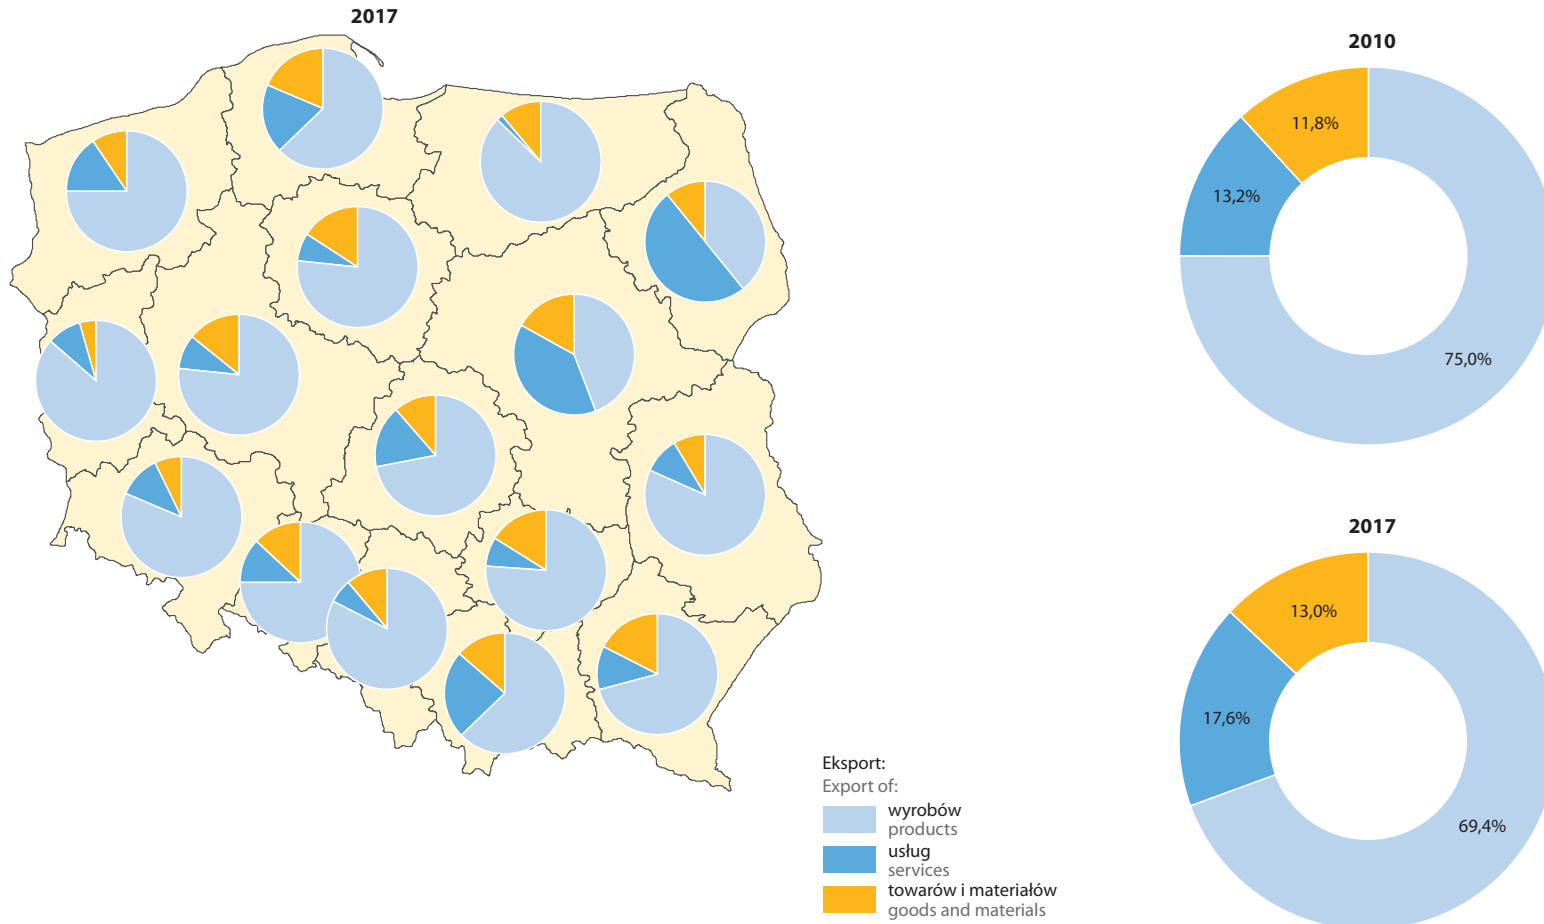 2017
2010
11,8%
13,2%
75,0%
2017
13,0%
17,6%
69,4%
Eksport:
Export of:
wyrobów
products
usług
services
towarów i materiałów
goods and materials